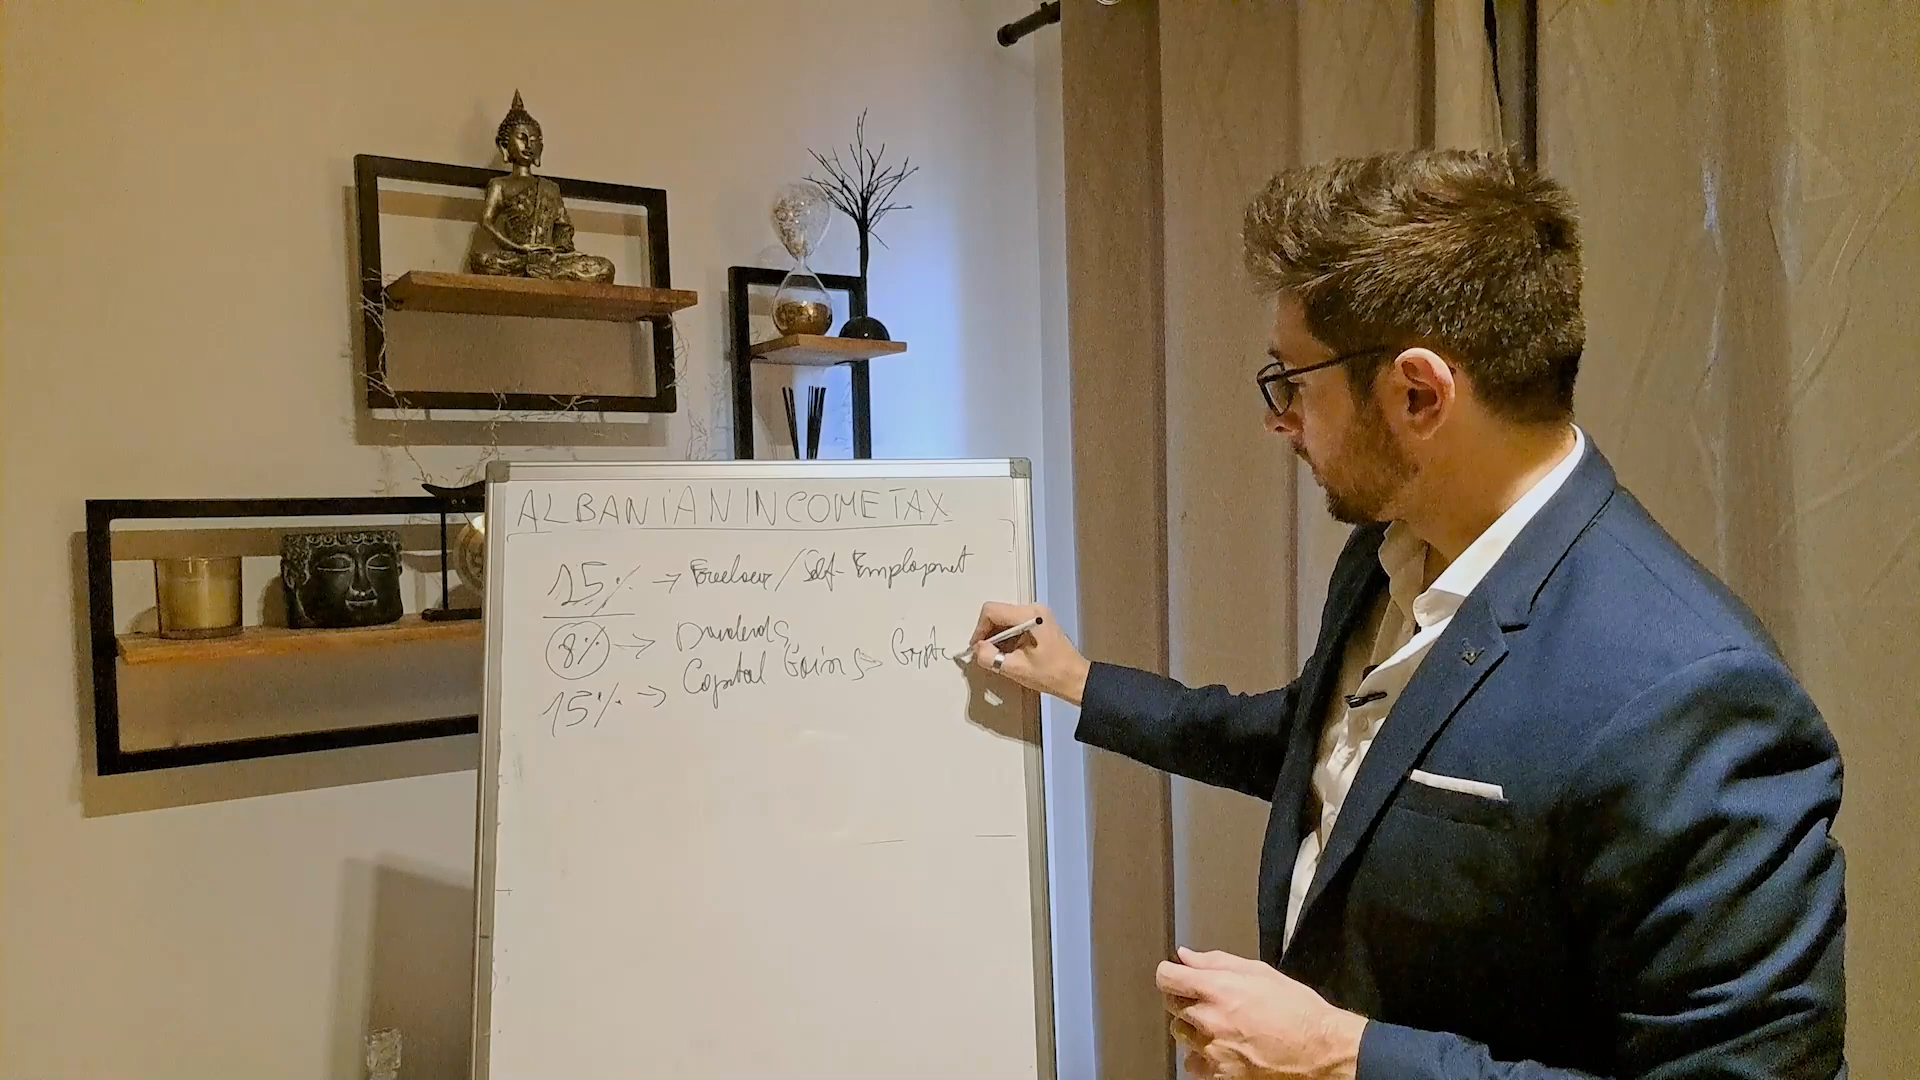 ALBANIAN INCOME TAX
15% → Freelancer / Self-Employment
8% → Dividends
15% → Capital Gains → Crypto